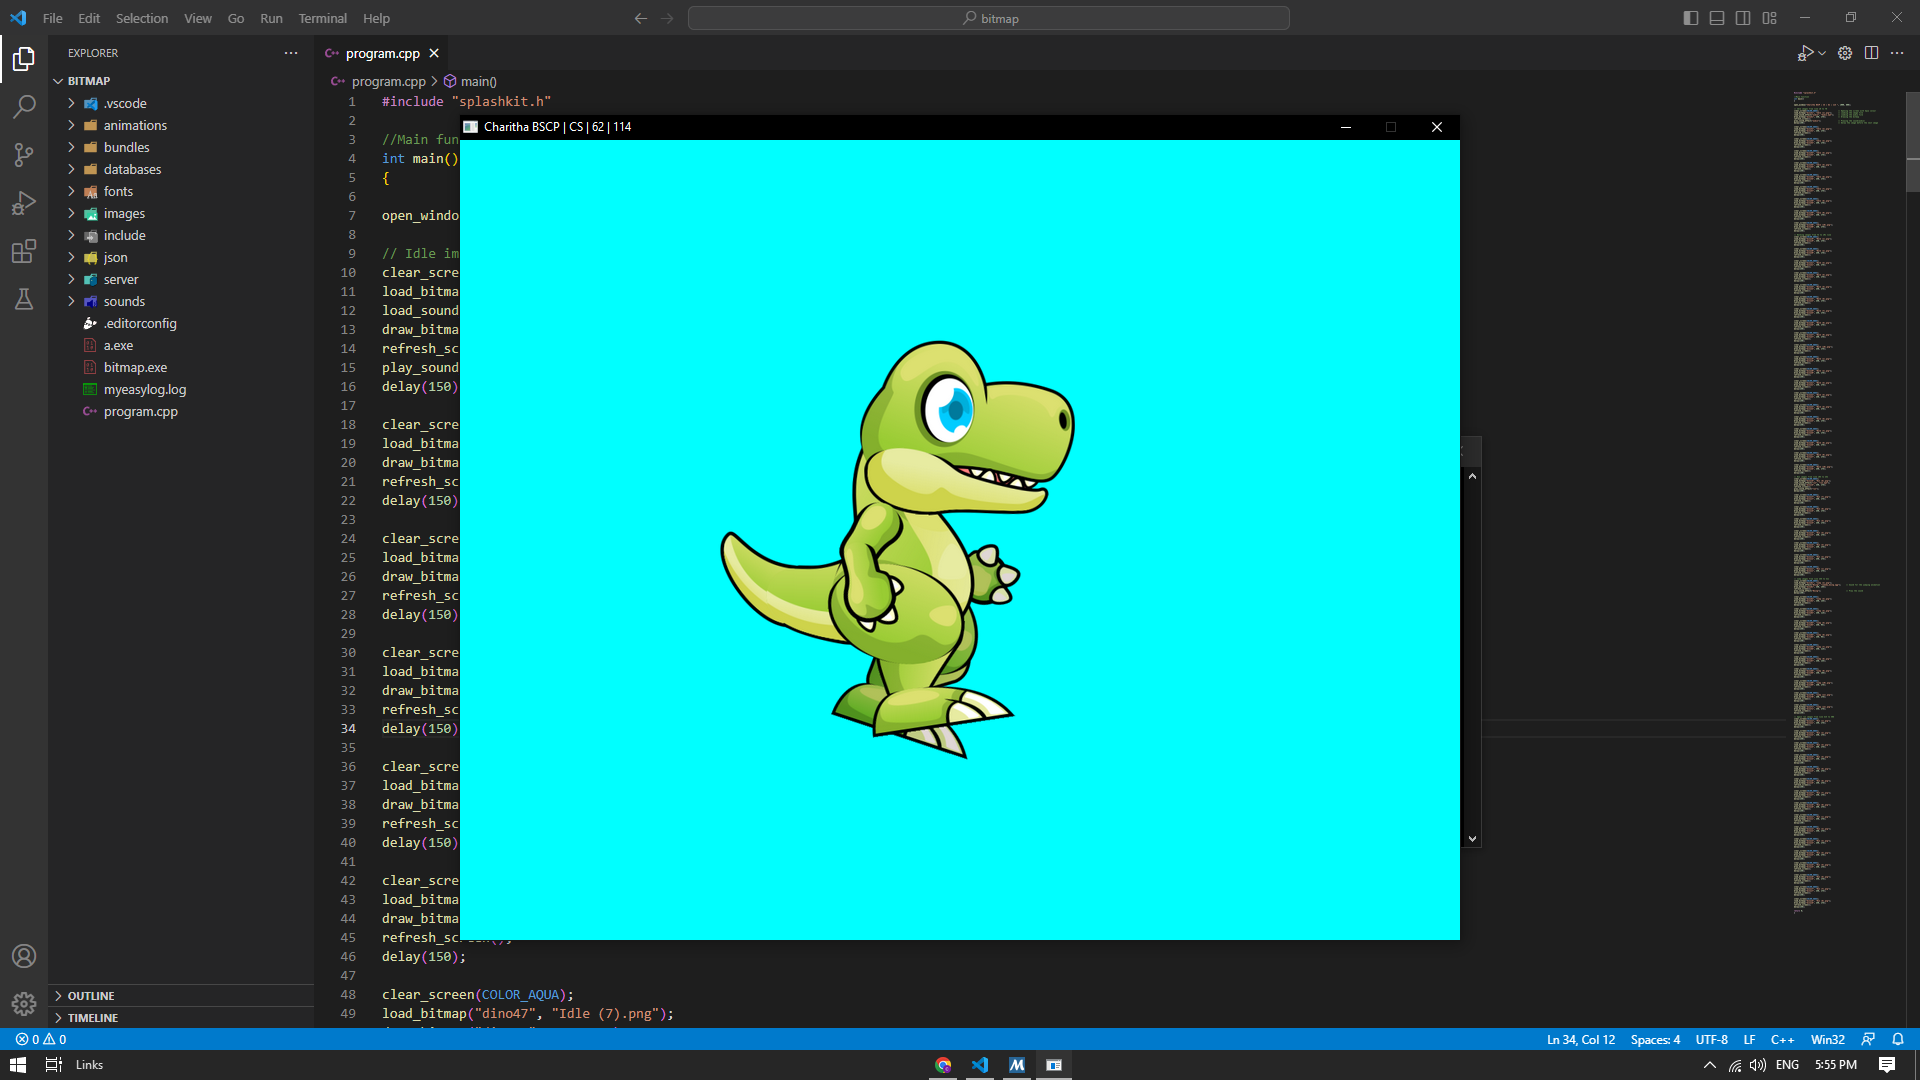 File Edit Selection View Go Run Terminal Help
bitmap
EXPLORER
program.cpp
BITMAP
program.cpp > main()
.vscode
animations
bundles
databases
fonts
images
include
json
server
sounds
.editorconfig
a.exe
bitmap.exe
myeasylog.log
program.cpp
OUTLINE
TIMELINE
Charitha BSCP | CS | 62 | 114
1 #include "splashkit.h"
2
3 //Main fun
4 int main()
5 {
6
7 open_windo
8
9 // Idle im
10 clear_scre
11 load_bitma
12 load_sound
13 draw_bitma
14 refresh_sc
15 play_sound
16 delay(150)
17
18 clear_scre
19 load_bitma
20 draw_bitma
21 refresh_sc
22 delay(150)
23
24 clear_scre
25 load_bitma
26 draw_bitma
27 refresh_sc
28 delay(150)
29
30 clear_scre
31 load_bitma
32 draw_bitma
33 refresh_sc
34 delay(150)
35
36 clear_scre
37 load_bitma
38 draw_bitma
39 refresh_sc
40 delay(150)
41
42 clear_scre
43 load_bitma
44 draw_bitma
45 refresh_screen();
46 delay(150);
47
48 clear_screen(COLOR_AQUA);
49 load_bitmap("dino47", "Idle (7).png");
0 0
Ln 34, Col 12 Spaces: 4 UTF-8 LF C++ Win32
Links
ENG 5:55 PM